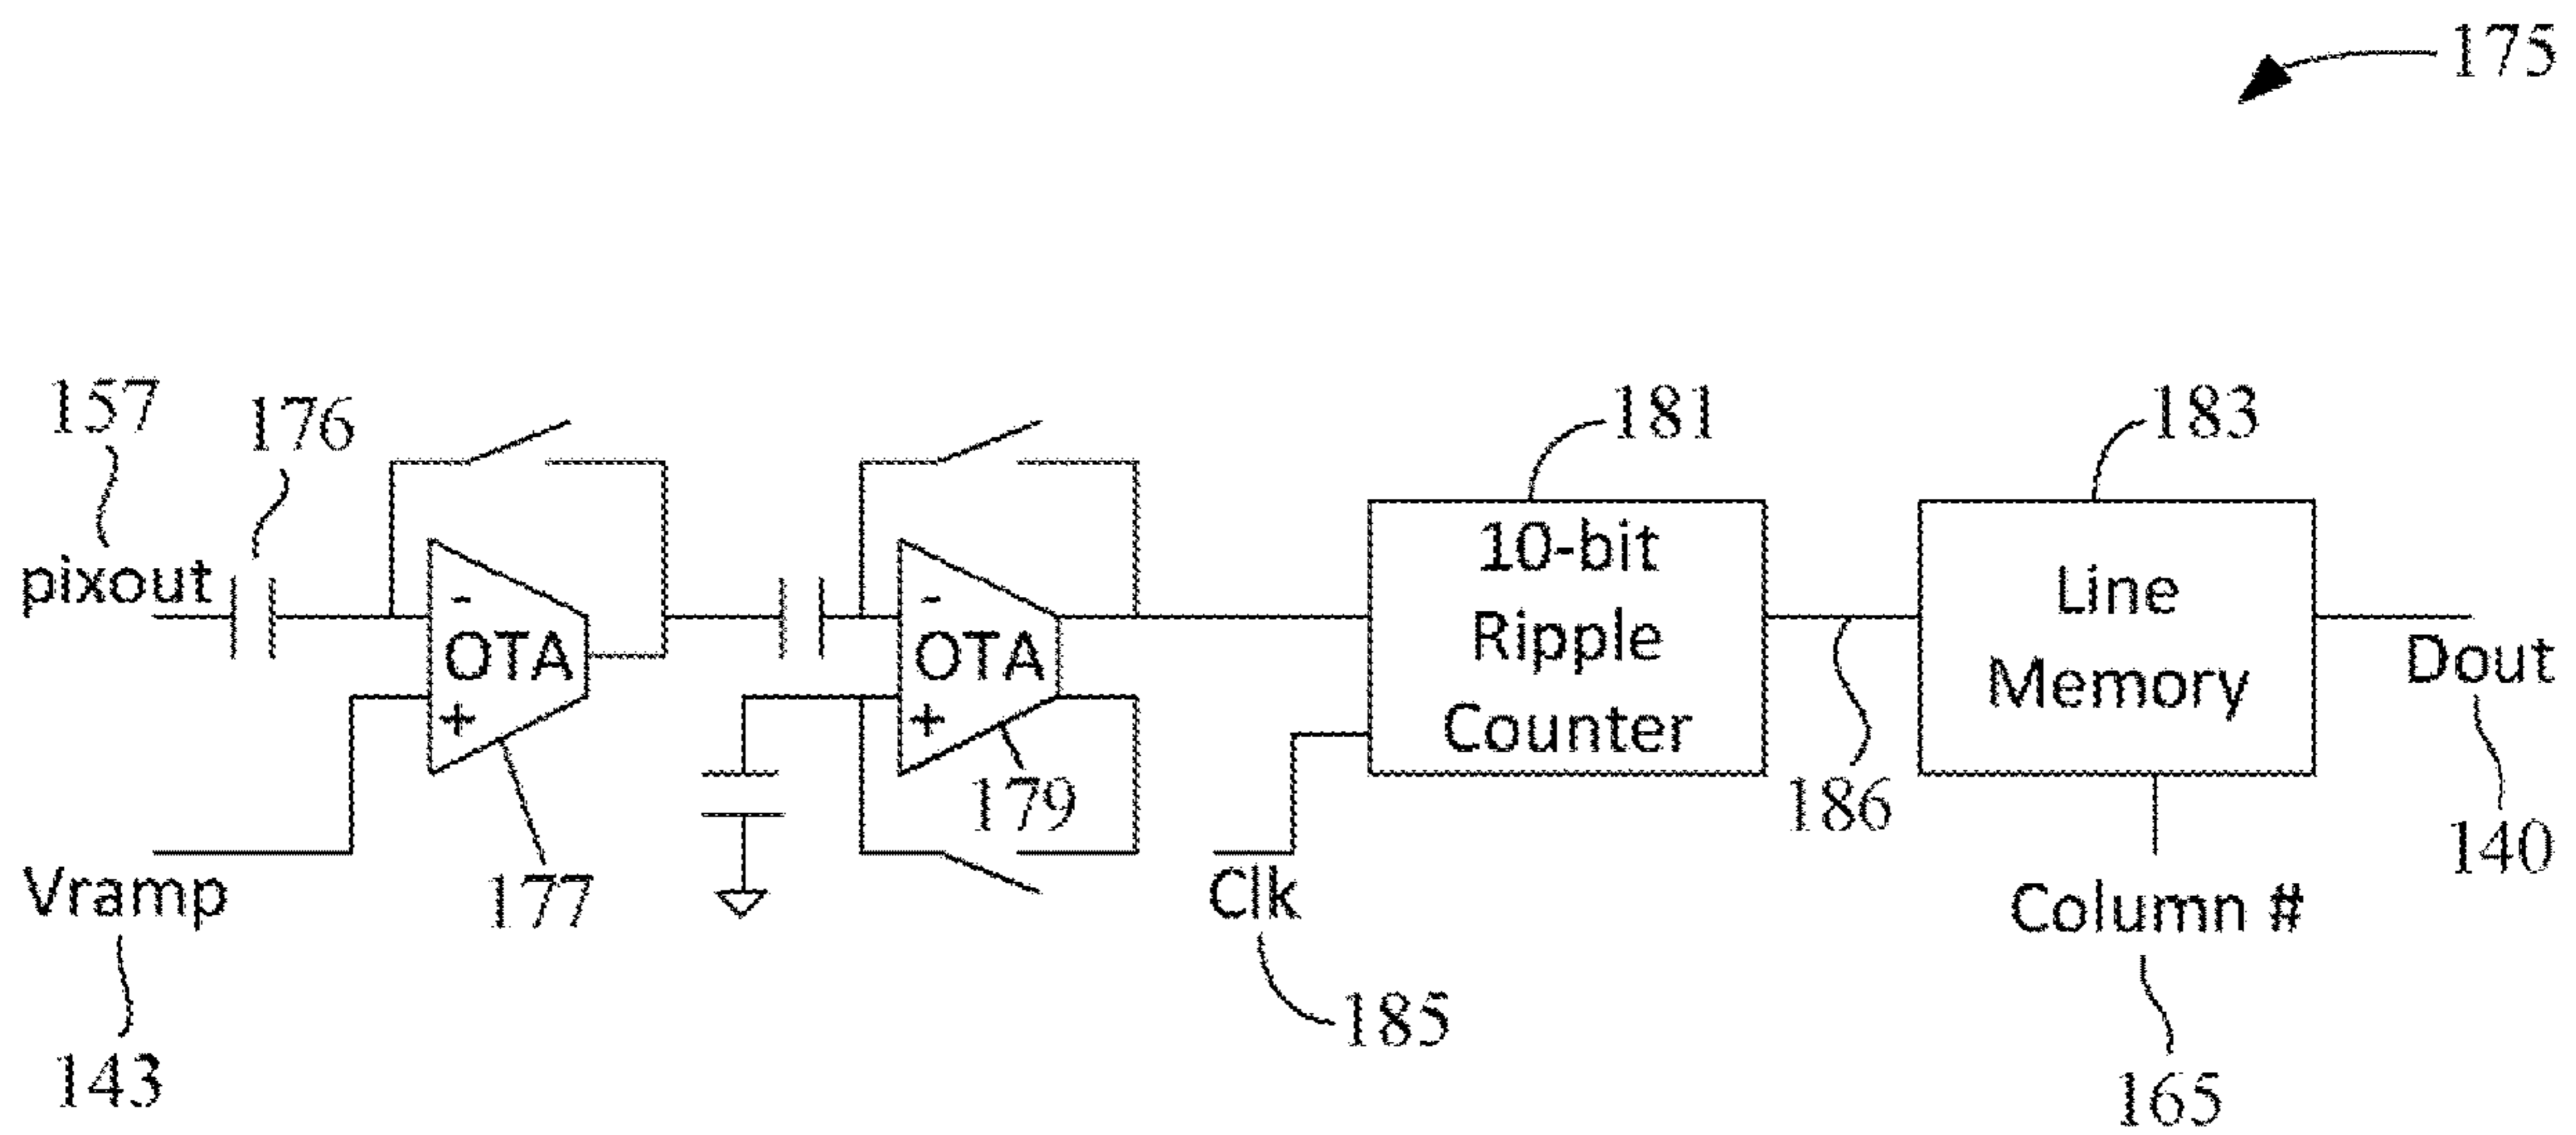 175
157
176
181
183
pixout
-
OTA
+
-
OTA
+
10-bit
Ripple
Counter
Line
Memory
Dout
179
186
140
Vramp
177
Clk
Column #
185
143
165